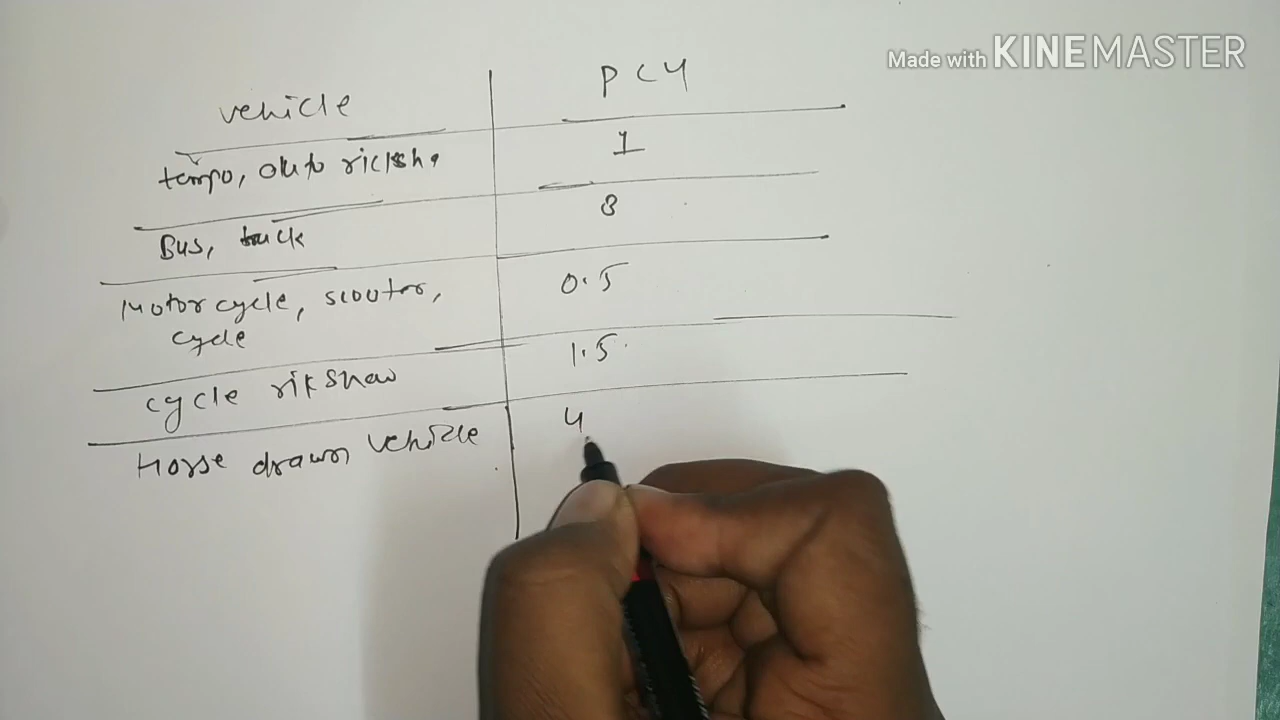 Made with KINEMASTER
vehicle PCU
tempo, auto ricksha 1
Bus, truck 3
Motorcycle, scooter, 0.5
cycle
cycle rikshaw 1.5
Horse drawn vehicle 4